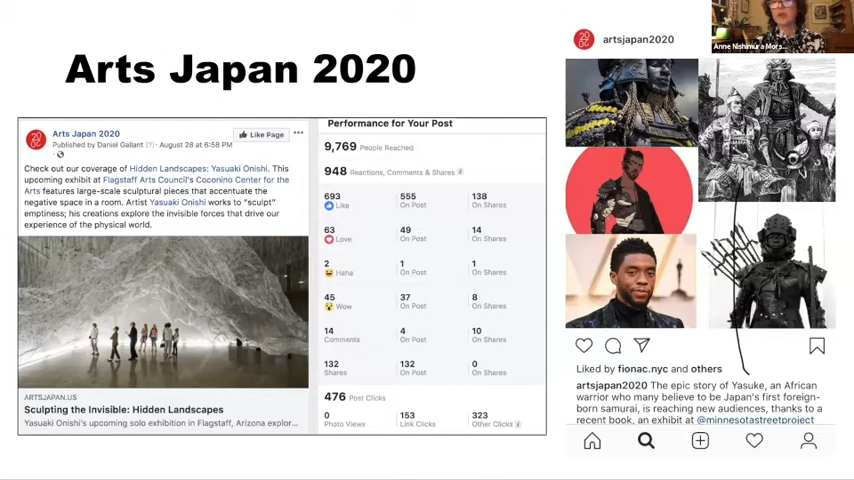 Arts Japan 2020
Arts Japan 2020
Published by Daniel Gallant [?] · August 28 at 6:58 PM
Like Page
Check out our coverage of Hidden Landscapes: Yasuaki Onishi. This
upcoming exhibit at Flagstaff Arts Council's Coconino Center for the
Arts features large-scale sculptural pieces that accentuate the
negative space in a room. Artist Yasuaki Onishi works to "sculpt"
emptiness; his creations explore the invisible forces that drive our
experience of the physical world.
ARTSJAPAN.US
Sculpting the Invisible: Hidden Landscapes
Yasuaki Onishi's upcoming solo exhibition in Flagstaff, Arizona explor...
Performance for Your Post
9,769 People Reached
948 Reactions, Comments & Shares
693 555 138
Like On Post On Shares
63 49 14
Love On Post On Shares
2 1 1
Haha On Post On Shares
45 37 8
Wow On Post On Shares
14 4 10
Comments On Post On Shares
132 132 0
Shares On Post On Shares
476 Post Clicks
0 153 323
Photo Views Link Clicks Other Clicks
artsjapan2020
Anne Nishimura Mors...
Liked by fionac.nyc and others
artsjapan2020 The epic story of Yasuke, an African
warrior who many believe to be Japan's first foreign-
born samurai, is reaching new audiences, thanks to a
recent book, an exhibit at @minnesotastreetproject